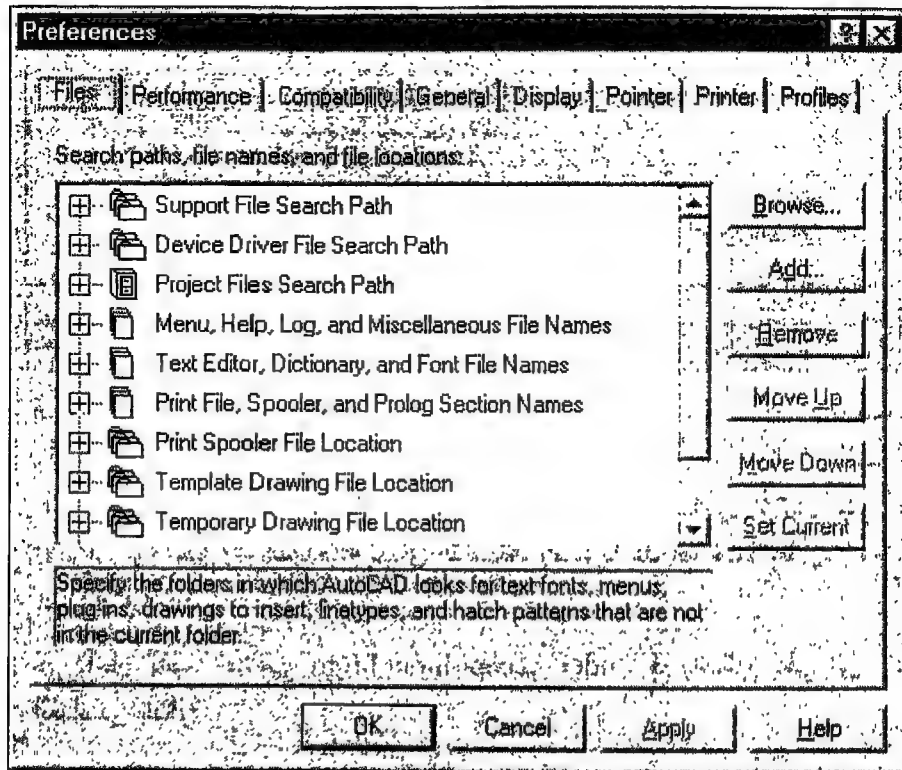 Preferences
Files Performance Compatibility General Display Pointer Printer Profiles
Search paths, file names, and file locations:
Support File Search Path
Device Driver File Search Path
Project Files Search Path
Menu, Help, Log, and Miscellaneous File Names
Text Editor, Dictionary, and Font File Names
Print File, Spooler, and Prolog Section Names
Print Spooler File Location
Template Drawing File Location
Temporary Drawing File Location
Browse...
Add...
Remove
Move Up
Move Down
Set Current
Specify the folders in which AutoCAD looks for text fonts, menus,
plug-ins, drawings to insert, linetypes, and hatch patterns that are not
in the current folder.
OK Cancel Apply Help